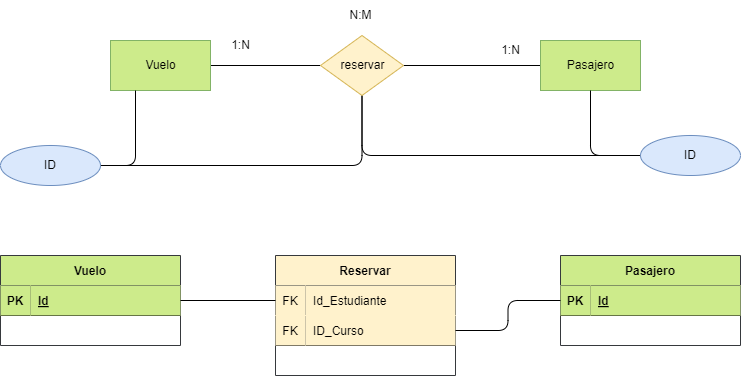 N:M
1:N
1:N
Vuelo
reservar
Pasajero
ID
ID
Vuelo
Reservar
Pasajero
PK Id
FK Id_Estudiante
PK Id
FK ID_Curso